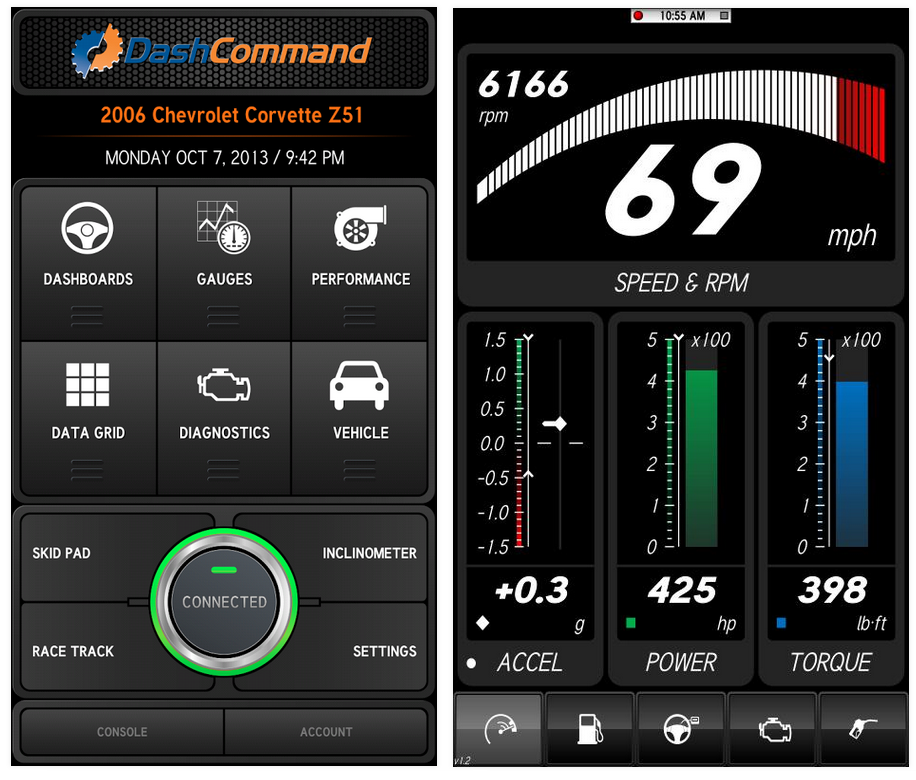 DashCommand
2006 Chevrolet Corvette Z51
MONDAY OCT 7, 2013 / 9:42 PM
DASHBOARDS
GAUGES
PERFORMANCE
DATA GRID
DIAGNOSTICS
VEHICLE
SKID PAD
INCLINOMETER
CONNECTED
RACE TRACK
SETTINGS
CONSOLE
ACCOUNT
10:55 AM
6166
rpm
69
mph
SPEED & RPM
1.5
1.0
0.5
0.0
-0.5
-1.0
-1.5
+0.3
g
ACCEL
5 x100
4
3
2
1
0
425
hp
POWER
5 x100
4
3
2
1
0
398
lb·ft
TORQUE
v1.2